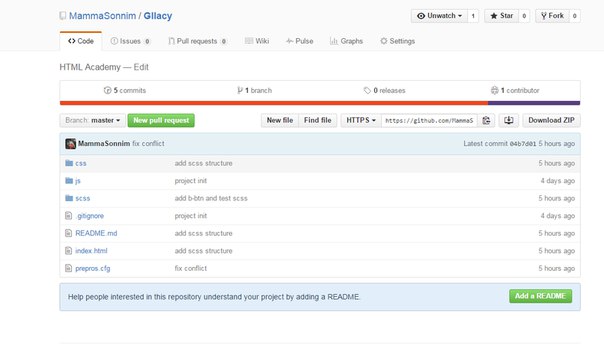 MammaSonnim / Gllacy
Unwatch 1 Star 0 Fork 0
Code Issues 0 Pull requests 0 Wiki Pulse Graphs Settings
HTML Academy — Edit
5 commits 1 branch 0 releases 1 contributor
Branch: master New pull request New file Find file HTTPS https://github.com/MammaS Download ZIP
MammaSonnim fix conflict Latest commit 04b7d01 5 hours ago
css add scss structure 5 hours ago
js project init 4 days ago
scss add b-btn and test scss 5 hours ago
.gitignore project init 4 days ago
README.md add scss structure 5 hours ago
index.html add scss structure 5 hours ago
prepros.cfg fix conflict 5 hours ago
Help people interested in this repository understand your project by adding a README. Add a README